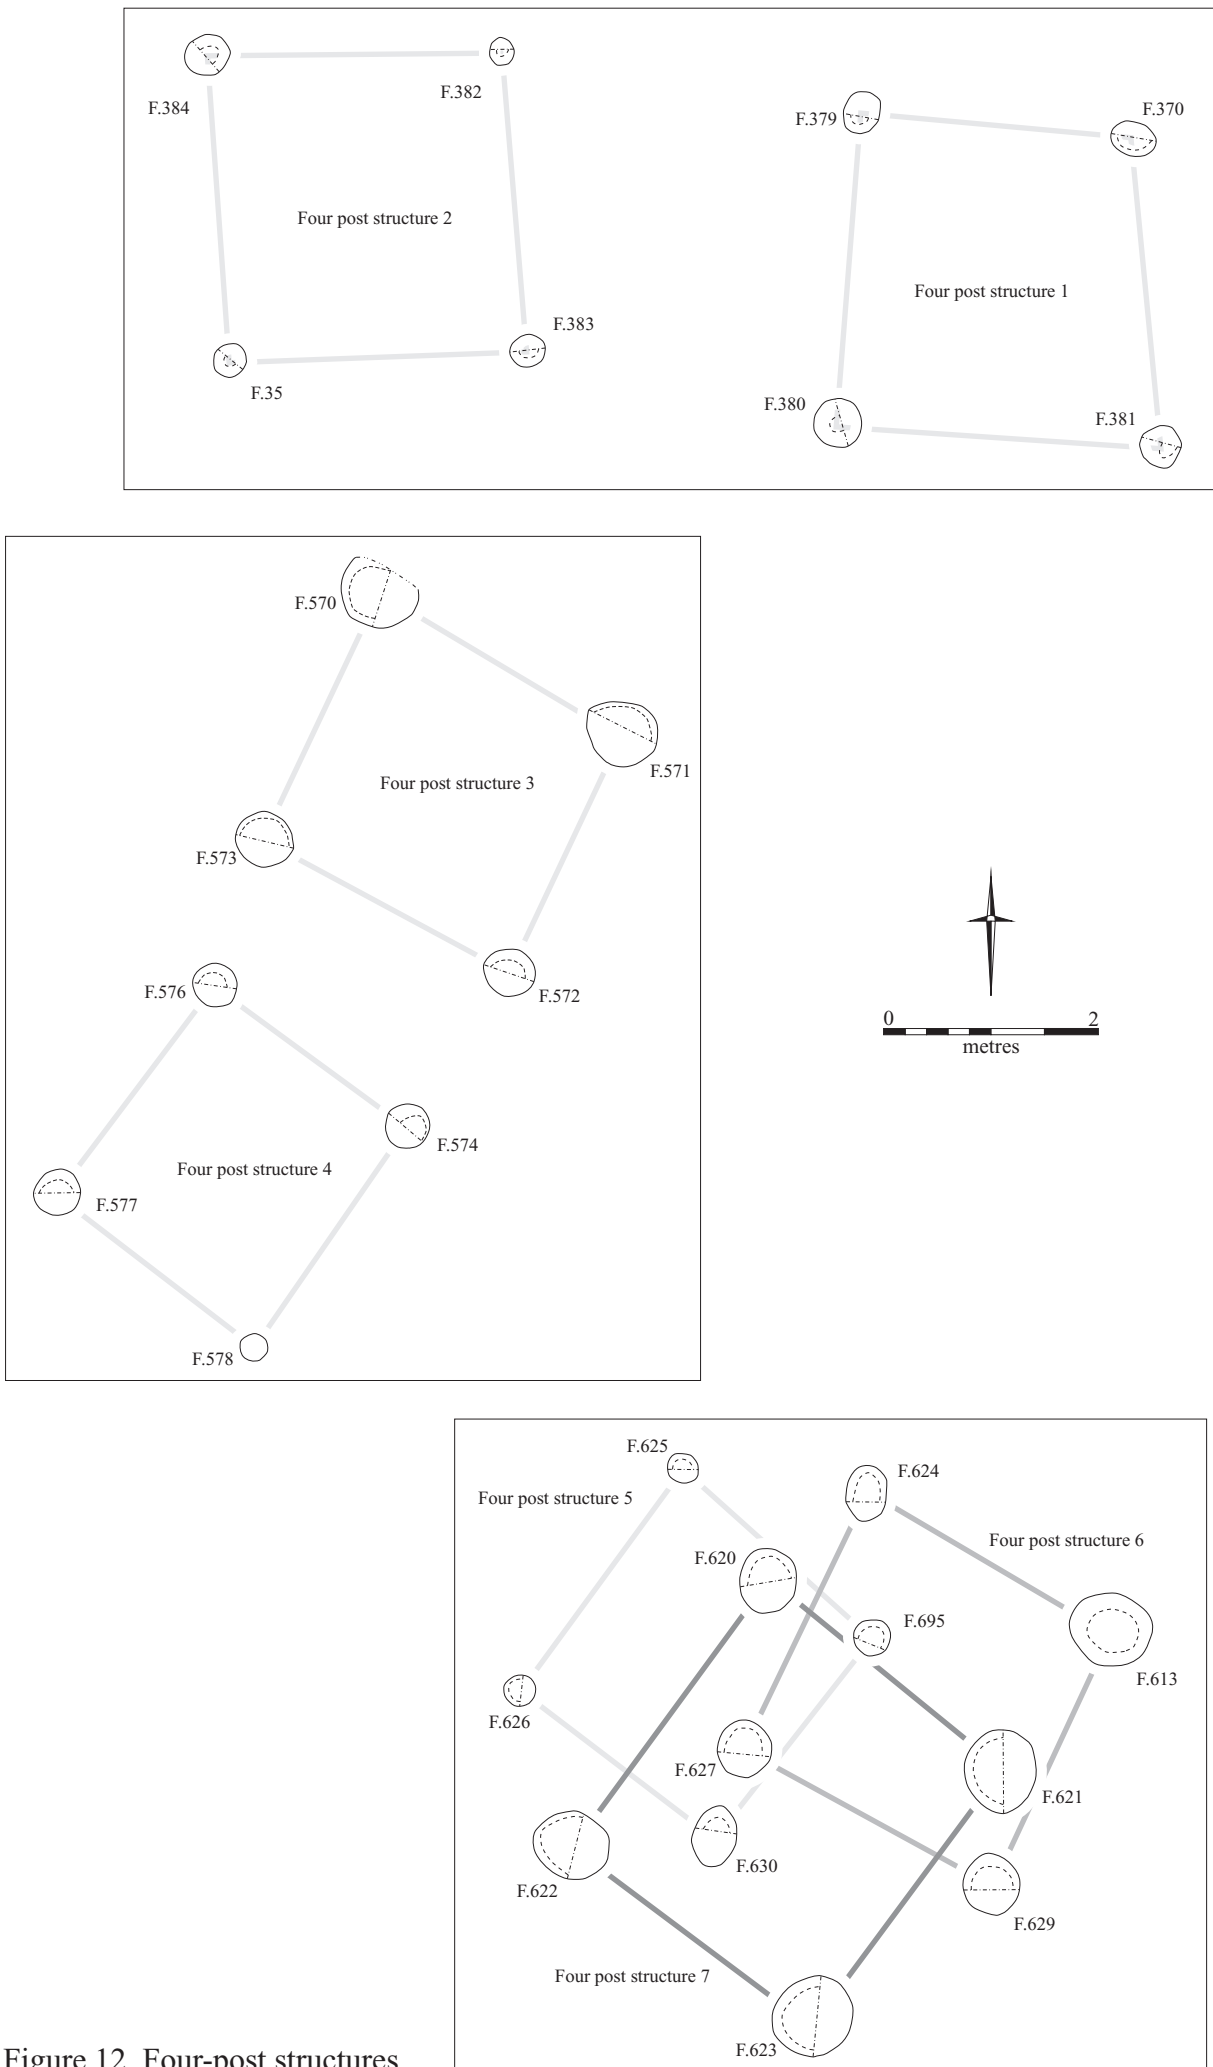 F.384
F.382
F.379
F.370
Four post structure 2
Four post structure 1
F.383
F.35
F.380
F.381
F.570
F.571
Four post structure 3
F.573
F.572
F.576
F.574
Four post structure 4
F.577
F.578
0 2
metres
F.625
F.624
Four post structure 5
Four post structure 6
F.620
F.695
F.613
F.626
F.627
F.621
F.630
F.622
F.629
Four post structure 7
F.623
Figure 12. Four-post structures